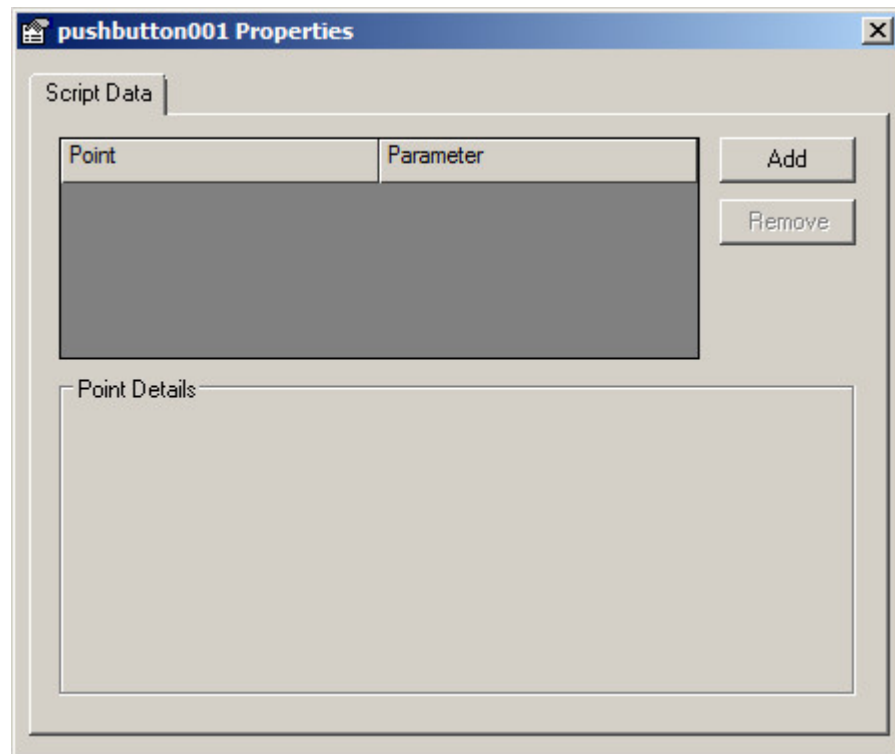 pushbutton001 Properties
Script Data
Point Parameter
Add
Remove
Point Details